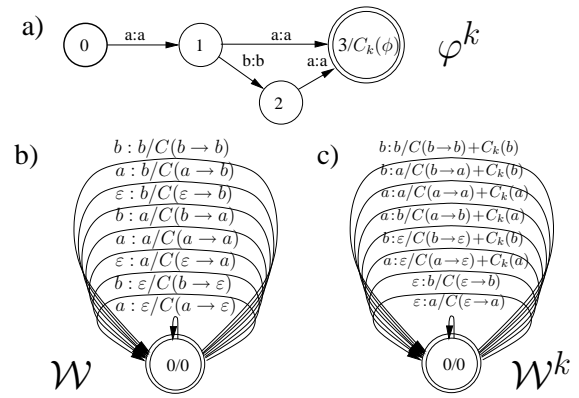 a)
0
a:a
1
a:a
b:b
2
a:a
3/C_k(ϕ)
φ^k
b)
b : b/C(b → b)
a : b/C(a → b)
ε : b/C(ε → b)
b : a/C(b → a)
a : a/C(a → a)
ε : a/C(ε → a)
b : ε/C(b → ε)
a : ε/C(a → ε)
0/0
W
c)
b:b/C(b→b)+C_k(b)
b:a/C(b→a)+C_k(b)
a:a/C(a→a)+C_k(a)
a:b/C(a→b)+C_k(a)
b:ε/C(b→ε)+C_k(b)
a:ε/C(a→ε)+C_k(a)
ε:b/C(ε→b)
ε:a/C(ε→a)
0/0
W^k